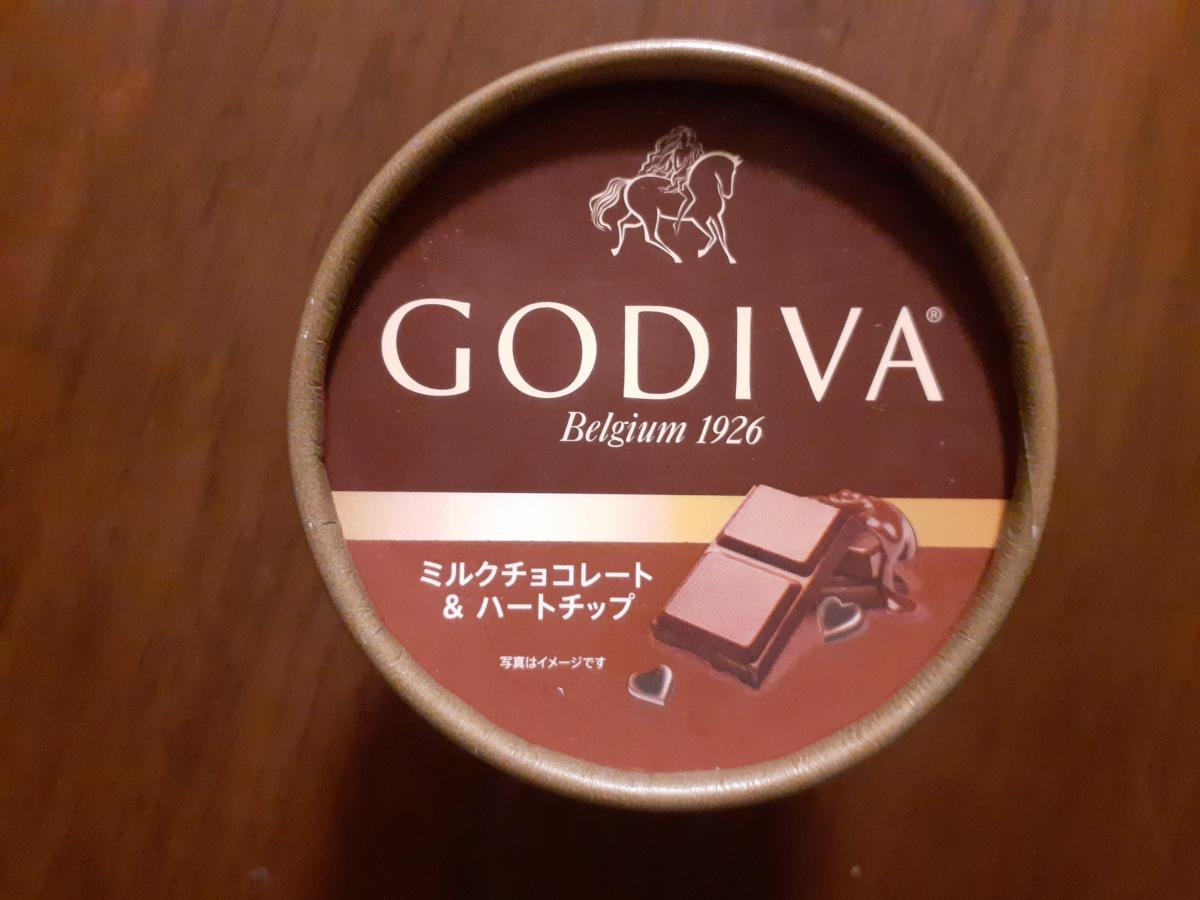 GODIVA®
Belgium 1926
ミルクチョコレート
& ハートチップ
写真はイメージです